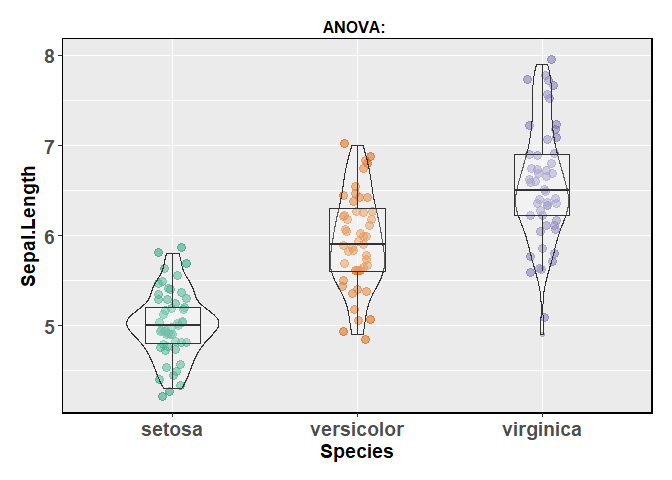 ANOVA:
8
7
6
5
Sepal.Length
setosa versicolor virginica
Species